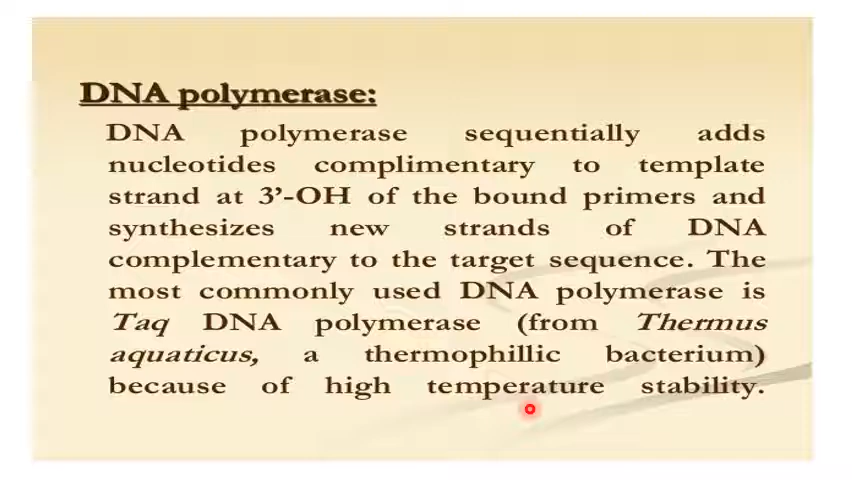 DNA polymerase:
DNA polymerase sequentially adds
nucleotides complimentary to template
strand at 3’-OH of the bound primers and
synthesizes new strands of DNA
complementary to the target sequence. The
most commonly used DNA polymerase is
Taq DNA polymerase (from Thermus
aquaticus, a thermophillic bacterium)
because of high temperature stability.